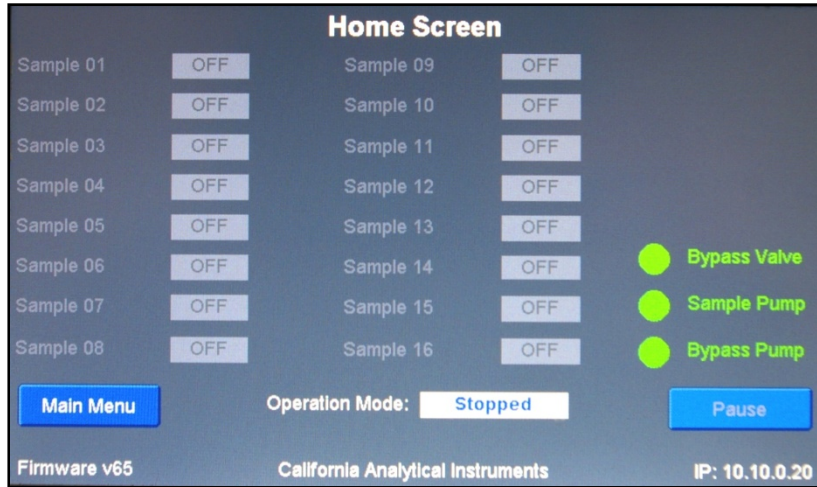 Home Screen
Sample 01 OFF Sample 09 OFF
Sample 02 OFF Sample 10 OFF
Sample 03 OFF Sample 11 OFF
Sample 04 OFF Sample 12 OFF
Sample 05 OFF Sample 13 OFF
Sample 06 OFF Sample 14 OFF Bypass Valve
Sample 07 OFF Sample 15 OFF Sample Pump
Sample 08 OFF Sample 16 OFF Bypass Pump
Main Menu Operation Mode: Stopped Pause
Firmware v65 California Analytical Instruments IP: 10.10.0.20